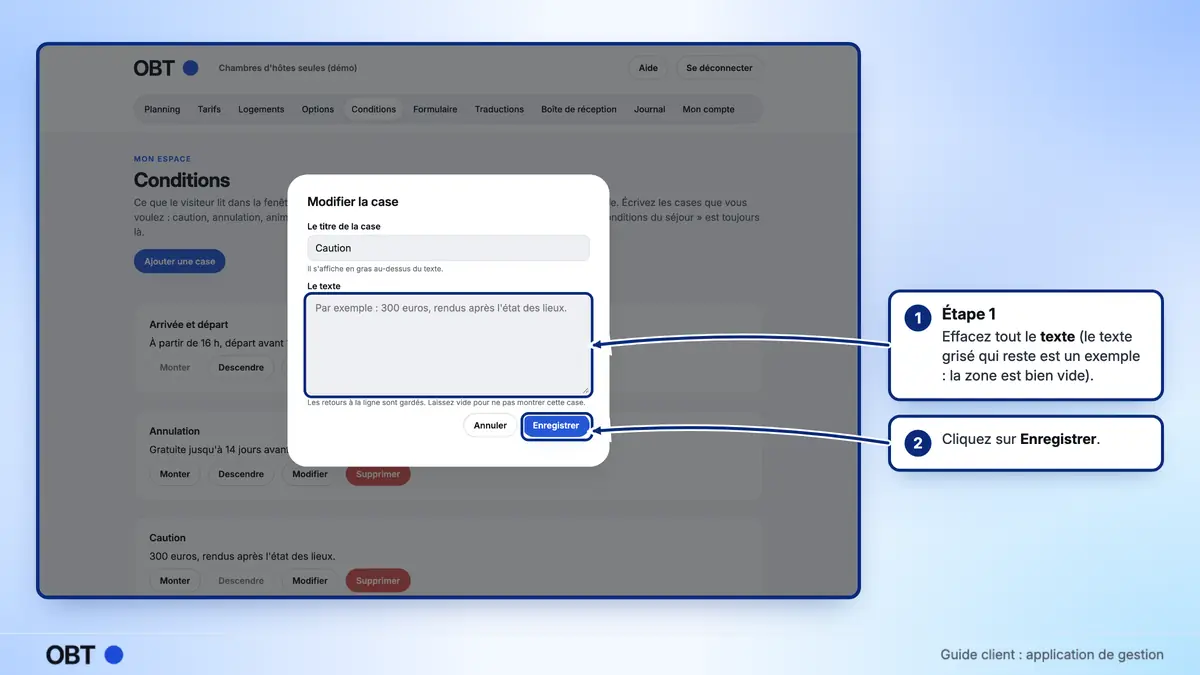 OBT
Chambres d'hôtes seules (démo)
Aide
Se déconnecter
Planning
Tarifs
Logements
Options
Conditions
Formulaire
Traductions
Boîte de réception
Journal
Mon compte
MON ESPACE
Conditions
Ce que le visiteur lit dans la fenêt
e. Écrivez les cases que vous
voulez : caution, annulation, anim
onditions du séjour » est toujours
là.
Ajouter une case
Arrivée et départ
À partir de 16 h, départ avant
Monter
Descendre
Annulation
Gratuite jusqu'à 14 jours avan
Monter
Descendre
Modifier
Supprimer
Caution
300 euros, rendus après l'état des lieux.
Monter
Descendre
Modifier
Supprimer
Modifier la case
Le titre de la case
Caution
Il s'affiche en gras au-dessus du texte.
Le texte
Par exemple : 300 euros, rendus après l'état des lieux.
Les retours à la ligne sont gardés. Laissez vide pour ne pas montrer cette case.
Annuler
Enregistrer
1
Étape 1
Effacez tout le texte (le texte
grisé qui reste est un exemple
: la zone est bien vide).
2
Cliquez sur Enregistrer.
OBT
Guide client : application de gestion